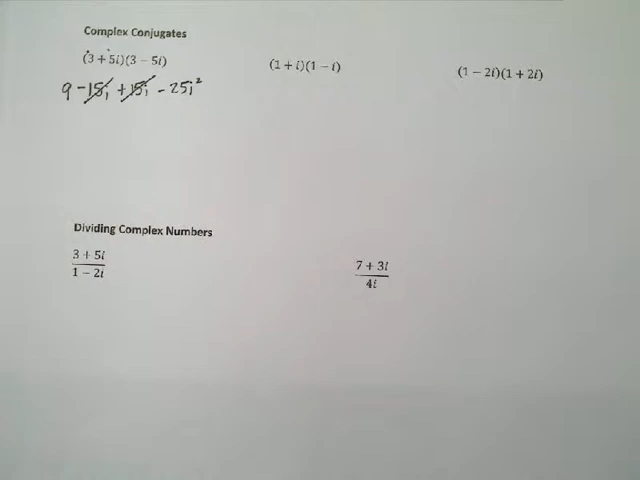 Complex Conjugates
(3 + 5i)(3 − 5i)
(1 + i)(1 − i)
(1 − 2i)(1 + 2i)
9 − 15i + 15i − 25i²
Dividing Complex Numbers
3 + 5i
1 − 2i
7 + 3i
4i